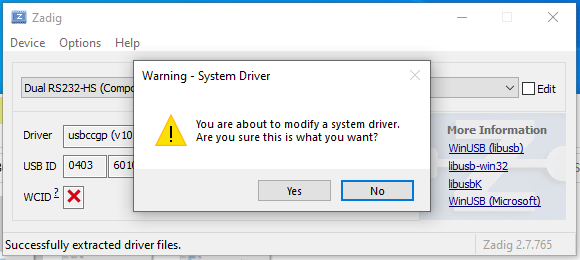 Zadig
Device Options Help
Warning - System Driver
Dual RS232-HS (Compo
Edit
You are about to modify a system driver.
Are you sure this is what you want?
Driver usbccgp (v10
More Information
WinUSB (libusb)
USB ID 0403 6010
libusb-win32
libusbK
WCID ?
Yes No
WinUSB (Microsoft)
Successfully extracted driver files.
Zadig 2.7.765